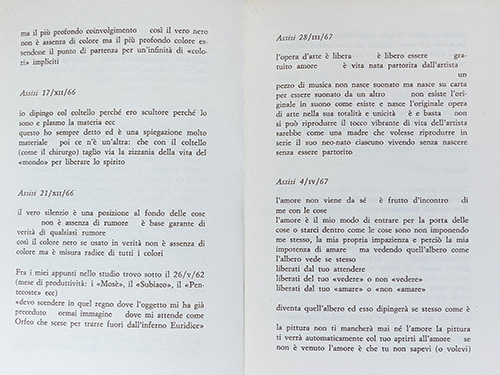 ma il più profondo coinvolgimento così il vero nero
non è assenza di colore ma il più profondo colore es-
sendone il punto di partenza per un'infinità di «colo-
ri» impliciti
Assisi 17/XII/66
io dipingo col coltello perché ero scultore perché lo
sono e plasmo la materia ecc
questo ho sempre detto ed è una spiegazione molto
materiale poi ce n'è un'altra: che con il coltello
(come il chirurgo) taglio via la zizzania della vita del
«mondo» per liberare lo spirito
Assisi 21/XII/66
il vero silenzio è una posizione al fondo delle cose
non è assenza di rumore è base garante di
verità di qualsiasi rumore
così il colore nero se usato in verità non è assenza di
colore ma è misura radice di tutti i colori
Fra i miei appunti nello studio trovo sotto il 26/V/62
(mese di produttività: i «Mosè», il «Subiaco», il «Pen-
tecoste» ecc)
«devo scendere in quel regno dove l'oggetto mi ha già
preceduto ormai immagine dove mi attende come
Orfeo che scese per trarre fuori dall'inferno Euridice»
Assisi 28/III/67
l'opera d'arte è libera è libero essere gra-
tuito amore è vita nata partorita dall'artista
un
pezzo di musica non nasce suonato ma nasce su carta
per essere suonato da un altro non esiste l'ori-
ginale in suono come esiste e nasce l'originale opera
di arte nella sua totalità e unicità è e basta non
si può riprodurre il tocco vibrante di vita dell'artista
sarebbe come una madre che volesse riprodurre in
serie il suo neo-nato ciascuno vivendo senza nascere
senza essere partorito
Assisi 4/IV/67
l'amore non viene da sé è frutto d'incontro di
me con le cose
l'amore è il mio modo di entrare per la porta delle
cose o starci dentro come le cose sono non imponendo
me stesso, la mia propria impazienza e perciò la mia
impotenza di amare ma vedendo quell'albero come
l'albero vede se stesso
liberati dal tuo attendere
liberati del tuo «vedere» o «non vedere»
liberati dal tuo «amare» o «non «amare»
diventa quell'albero ed esso dipingerà se stesso come è
la pittura non ti mancherà mai né l'amore la pittura
ti verrà automaticamente col tuo aprirti all'amore se
non è venuto l'amore è che tu non sapevi (o volevi)